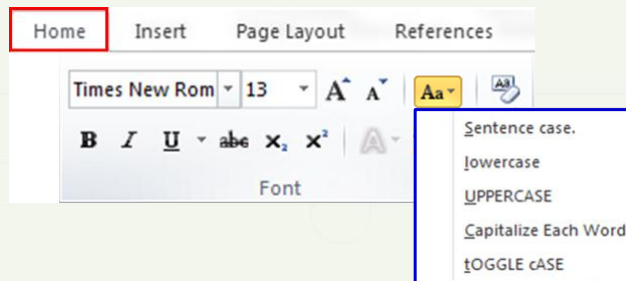 Home Insert Page Layout References
Times New Rom 13 A A Aa
B I U abc X₂ X² A
Font
Sentence case.
lowercase
UPPERCASE
Capitalize Each Word
tOGGLE cASE